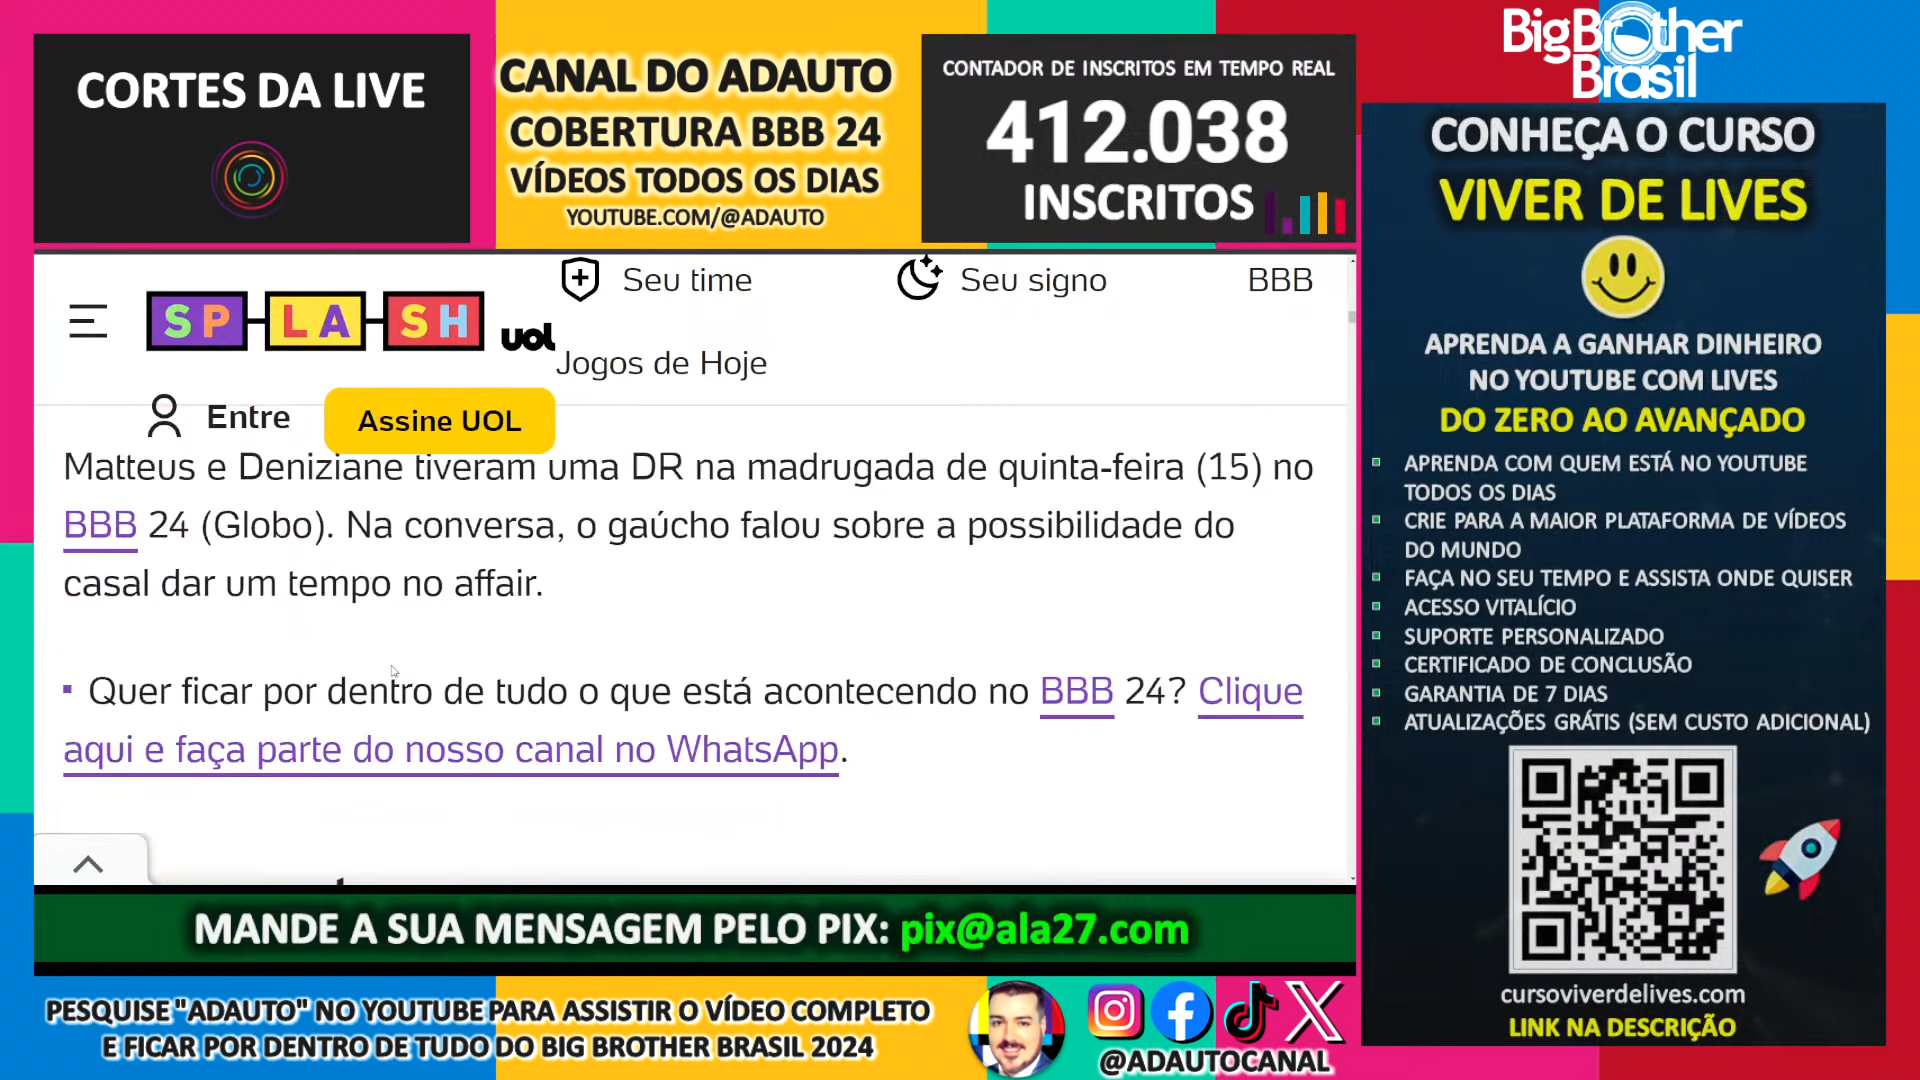 CORTES DA LIVE
CANAL DO ADAUTO
COBERTURA BBB 24
VÍDEOS TODOS OS DIAS
YOUTUBE.COM/@ADAUTO
CONTADOR DE INSCRITOS EM TEMPO REAL
412.038
INSCRITOS
BigBrother
Brasil
SPLASH
uol
Seu time
Seu signo
BBB
Jogos de Hoje
Entre
Assine UOL
Matteus e Deniziane tiveram uma DR na madrugada de quinta-feira (15) no
BBB 24 (Globo). Na conversa, o gaúcho falou sobre a possibilidade do
casal dar um tempo no affair.
Quer ficar por dentro de tudo o que está acontecendo no BBB 24? Clique
aqui e faça parte do nosso canal no WhatsApp.
MANDE A SUA MENSAGEM PELO PIX: pix@ala27.com
PESQUISE "ADAUTO" NO YOUTUBE PARA ASSISTIR O VÍDEO COMPLETO
E FICAR POR DENTRO DE TUDO DO BIG BROTHER BRASIL 2024
@ADAUTOCANAL
CONHEÇA O CURSO
VIVER DE LIVES
APRENDA A GANHAR DINHEIRO
NO YOUTUBE COM LIVES
DO ZERO AO AVANÇADO
APRENDA COM QUEM ESTÁ NO YOUTUBE
TODOS OS DIAS
CRIE PARA A MAIOR PLATAFORMA DE VÍDEOS
DO MUNDO
FAÇA NO SEU TEMPO E ASSISTA ONDE QUISER
ACESSO VITALÍCIO
SUPORTE PERSONALIZADO
CERTIFICADO DE CONCLUSÃO
GARANTIA DE 7 DIAS
ATUALIZAÇÕES GRÁTIS (SEM CUSTO ADICIONAL)
cursoviverdelives.com
LINK NA DESCRIÇÃO